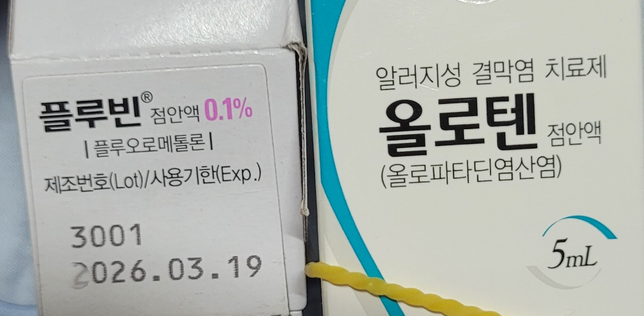 플루빈® 점안액 0.1%
|플루오로메톨론|
제조번호(Lot)/사용기한(Exp.)
3001
2026.03.19
알러지성 결막염 치료제
올로텐 점안액
(올로파타딘염산염)
5mL